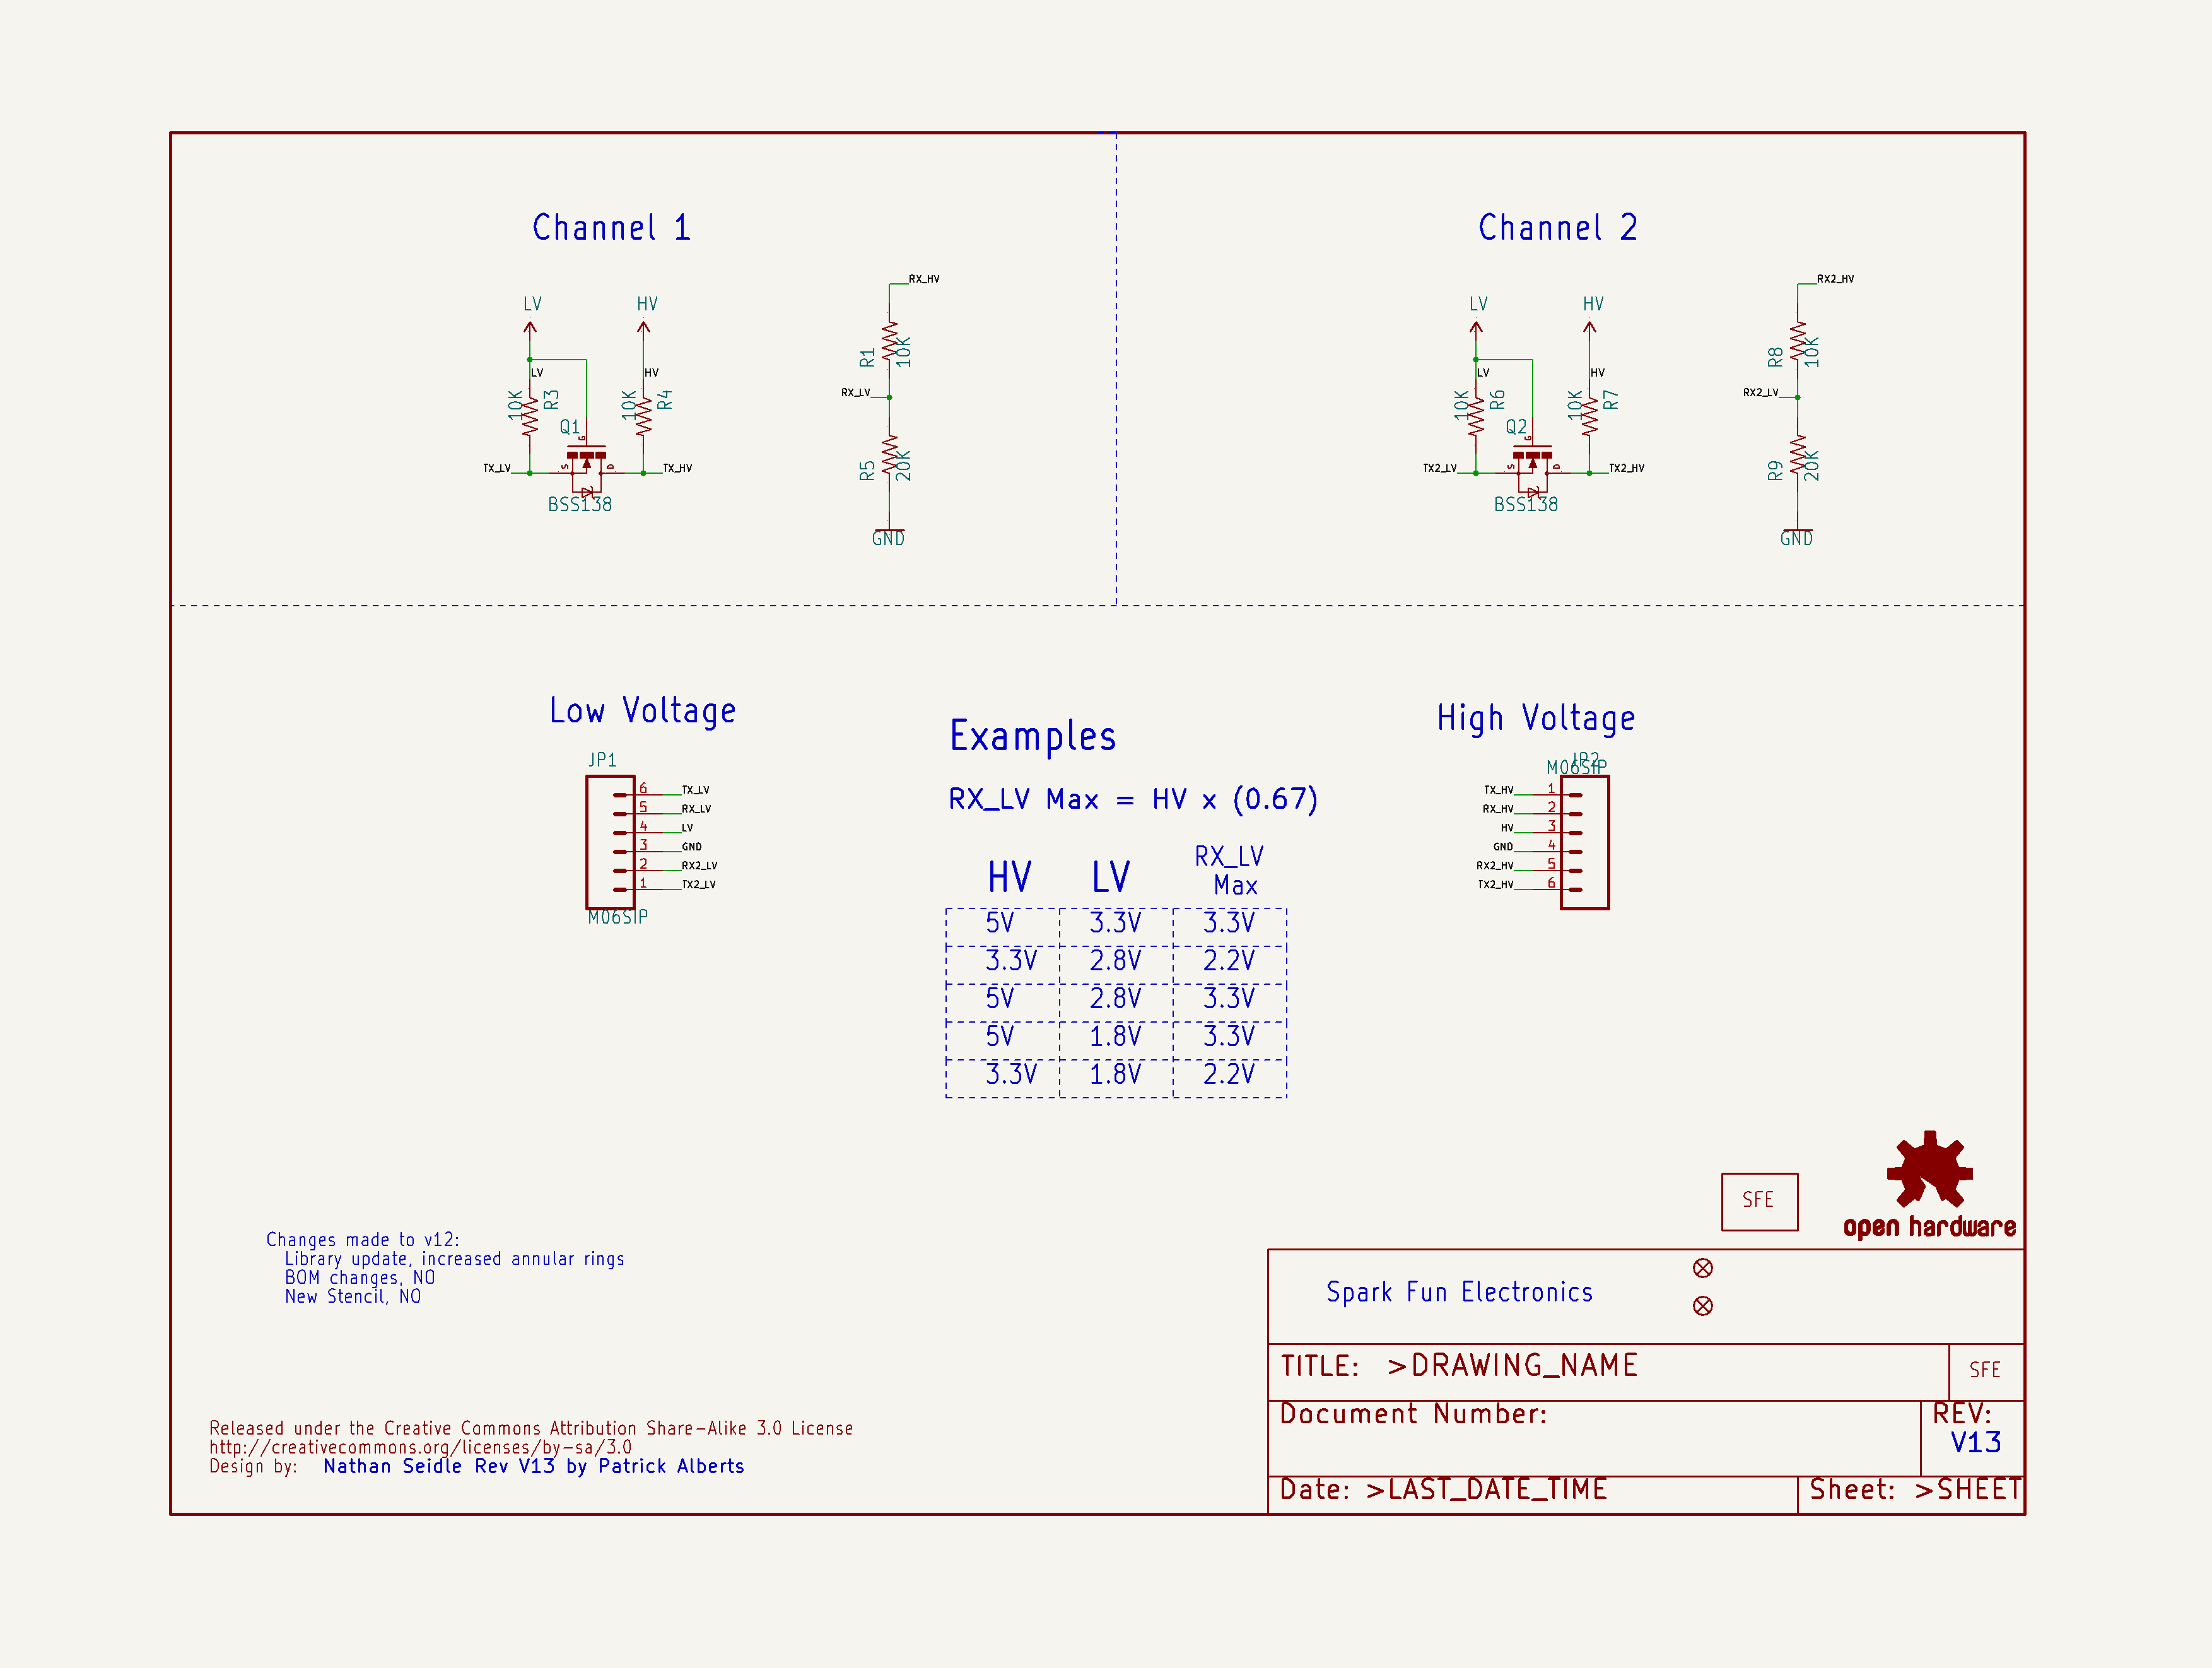 Channel 1
Channel 2
LV
HV
RX_HV
LV
HV
10K
R3
10K
R4
Q1
G
S
D
TX_LV
TX_HV
BSS138
R1
10K
RX_LV
R5
20K
GND
LV
HV
RX2_HV
LV
HV
10K
R6
10K
R7
Q2
G
S
D
TX2_LV
TX2_HV
BSS138
R8
10K
RX2_LV
R9
20K
GND
Low Voltage
JP1
6 TX_LV
5 RX_LV
4 LV
3 GND
2 RX2_LV
1 TX2_LV
M06SIP
Examples
RX_LV Max = HV x (0.67)
HV LV RX_LV Max
5V 3.3V 3.3V
3.3V 2.8V 2.2V
5V 2.8V 3.3V
5V 1.8V 3.3V
3.3V 1.8V 2.2V
High Voltage
JP2
M06SIP
TX_HV 1
RX_HV 2
HV 3
GND 4
RX2_HV 5
TX2_HV 6
Changes made to v12:
Library update, increased annular rings
BOM changes, NO
New Stencil, NO
Released under the Creative Commons Attribution Share-Alike 3.0 License
http://creativecommons.org/licenses/by-sa/3.0
Design by: Nathan Seidle Rev V13 by Patrick Alberts
SFE
open hardware
Spark Fun Electronics
TITLE: >DRAWING_NAME
SFE
Document Number:
REV:
V13
Date: >LAST_DATE_TIME
Sheet: >SHEET